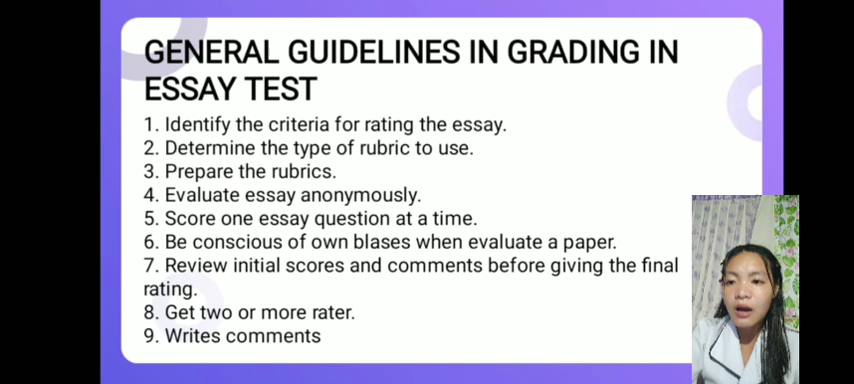 GENERAL GUIDELINES IN GRADING IN
ESSAY TEST
1. Identify the criteria for rating the essay.
2. Determine the type of rubric to use.
3. Prepare the rubrics.
4. Evaluate essay anonymously.
5. Score one essay question at a time.
6. Be conscious of own blases when evaluate a paper.
7. Review initial scores and comments before giving the final
rating.
8. Get two or more rater.
9. Writes comments